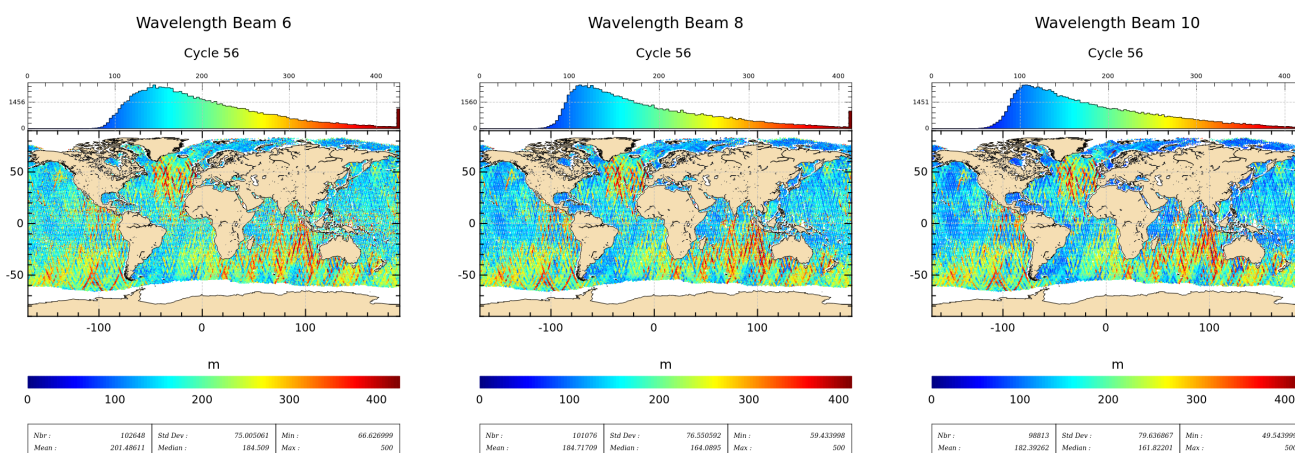 Wavelength Beam 6
Cycle 56
0 100 200 300 400
1456
0
50
0
-50
-100 0 100
m
0 100 200 300 400
Nbr : 102648 Std Dev : 75.005061 Min : 66.626999
Mean : 201.48611 Median : 184.509 Max : 500
Wavelength Beam 8
Cycle 56
0 100 200 300 400
1560
0
50
0
-50
-100 0 100
m
0 100 200 300 400
Nbr : 101076 Std Dev : 76.550592 Min : 59.433998
Mean : 184.71709 Median : 164.0895 Max : 500
Wavelength Beam 10
Cycle 56
0 100 200 300 400
1451
0
50
0
-50
-100 0 100
m
0 100 200 300 400
Nbr : 98813 Std Dev : 79.636867 Min : 49.543999
Mean : 182.39262 Median : 161.82201 Max : 500